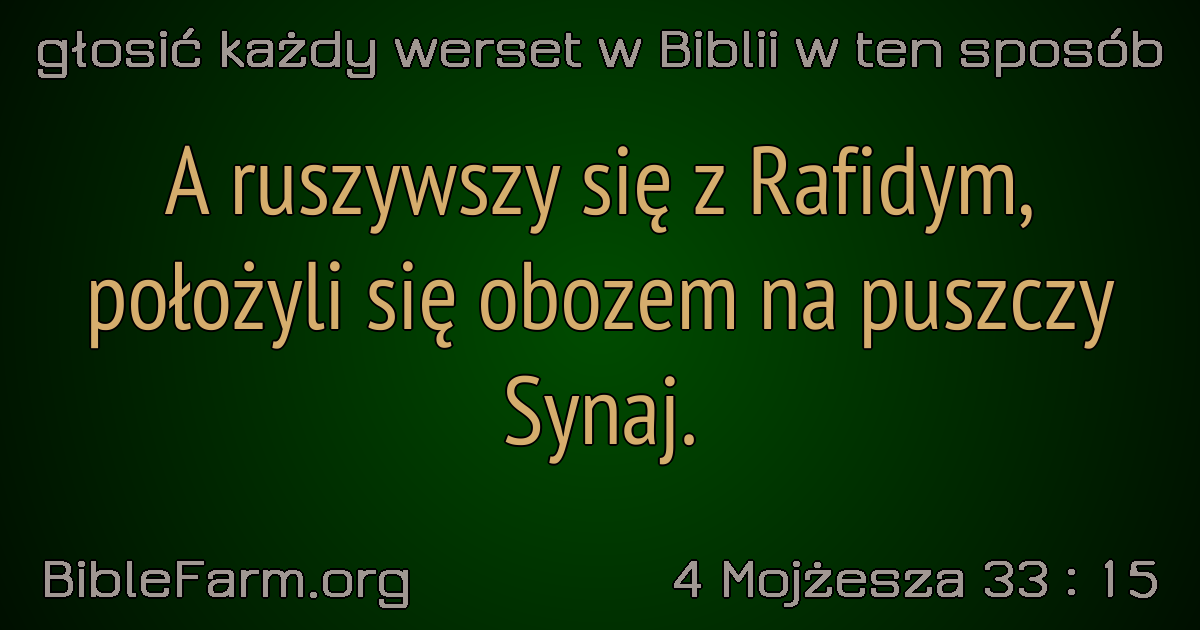 głosić każdy werset w Biblii w ten sposób
A ruszywszy się z Rafidym,
położyli się obozem na puszczy
Synaj.
BibleFarm.org
4 Mojżesza 33 : 15